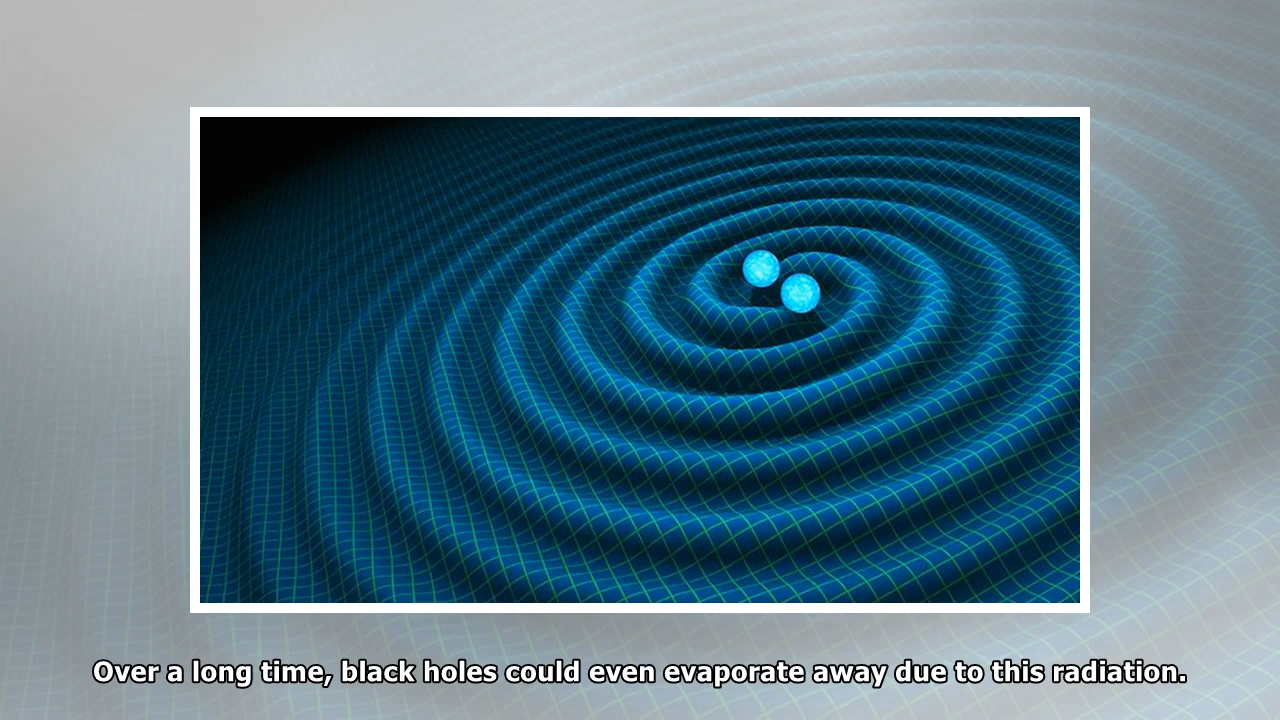 Over a long time, black holes could even evaporate away due to this radiation.